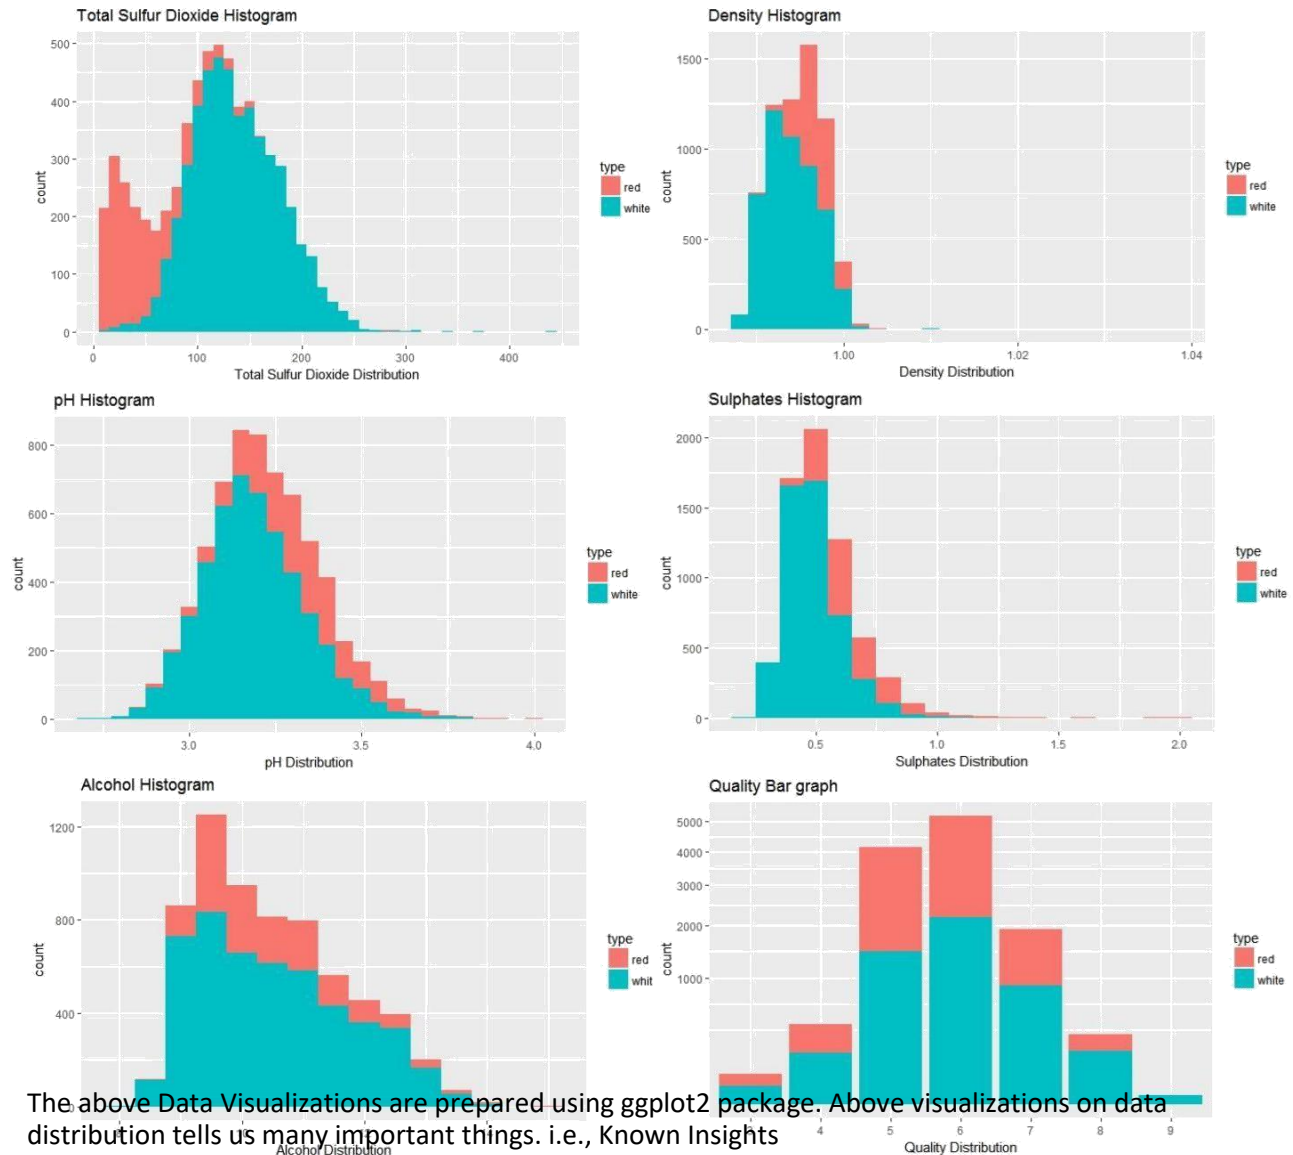 Total Sulfur Dioxide Histogram
500
400
300
200
100
0
count
0 100 200 300 400
Total Sulfur Dioxide Distribution
type
red
white
Density Histogram
1500
1000
500
0
count
1.00 1.02 1.04
Density Distribution
type
red
white
pH Histogram
800
600
400
200
0
count
3.0 3.5 4.0
pH Distribution
type
red
white
Sulphates Histogram
2000
1500
1000
500
0
count
0.5 1.0 1.5 2.0
Sulphates Distribution
type
red
white
Alcohol Histogram
1200
800
400
0
count
Alcohol Distribution
type
red
whit
Quality Bar graph
5000
4000
3000
2000
1000
count
4 5 6 7 8 9
Quality Distribution
type
red
white
The above Data Visualizations are prepared using ggplot2 package. Above visualizations on data
distribution tells us many important things. i.e., Known Insights